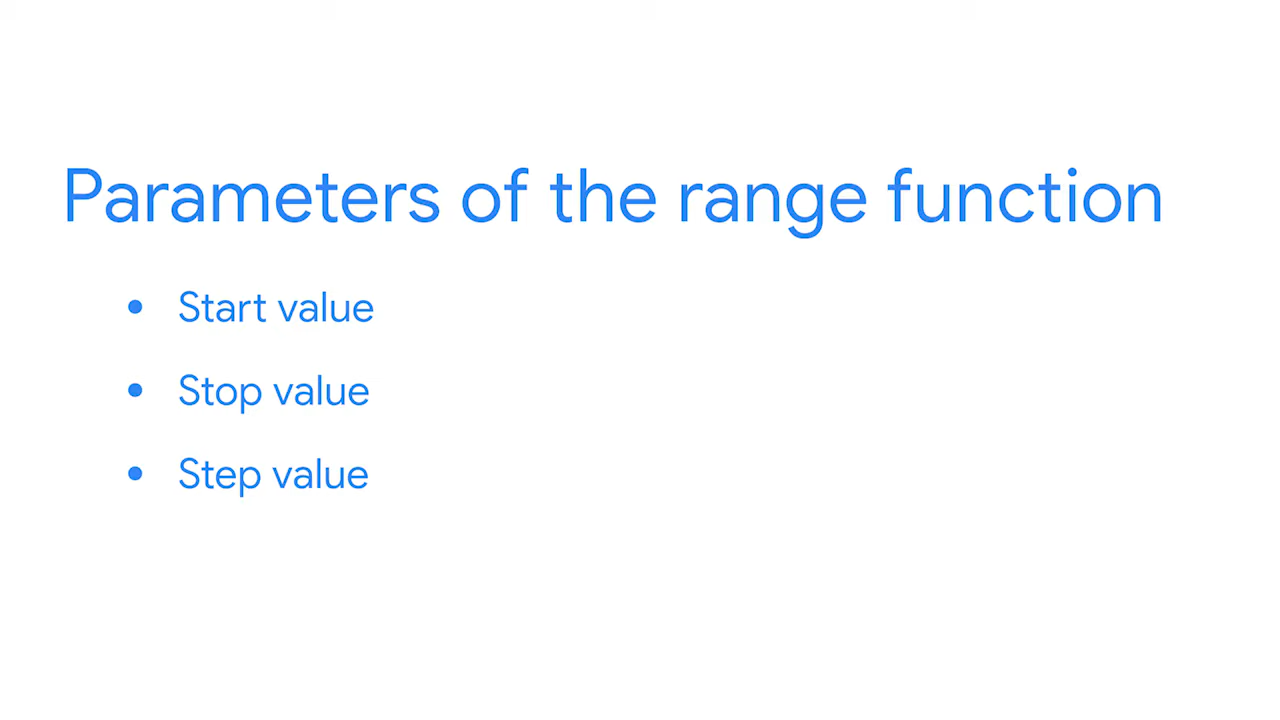 Parameters of the range function
• Start value
• Stop value
• Step value